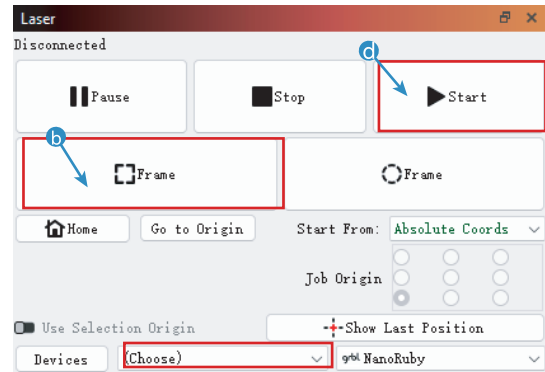 Laser
Disconnected
d
Pause Stop Start
b
Frame Frame
Home Go to Origin Start From: Absolute Coords
Job Origin
Use Selection Origin Show Last Position
Devices (Choose) grbl NanoRuby